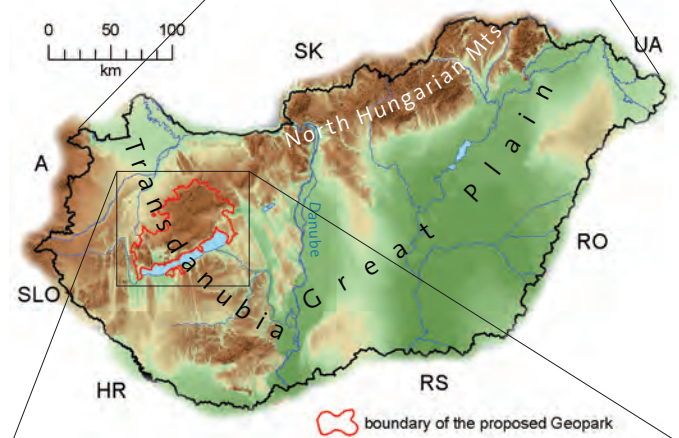 0 50 100
km
SK
UA
North Hungarian Mts
A
Transdanubia
Danube
Great Plain
RO
SLO
HR
RS
boundary of the proposed Geopark